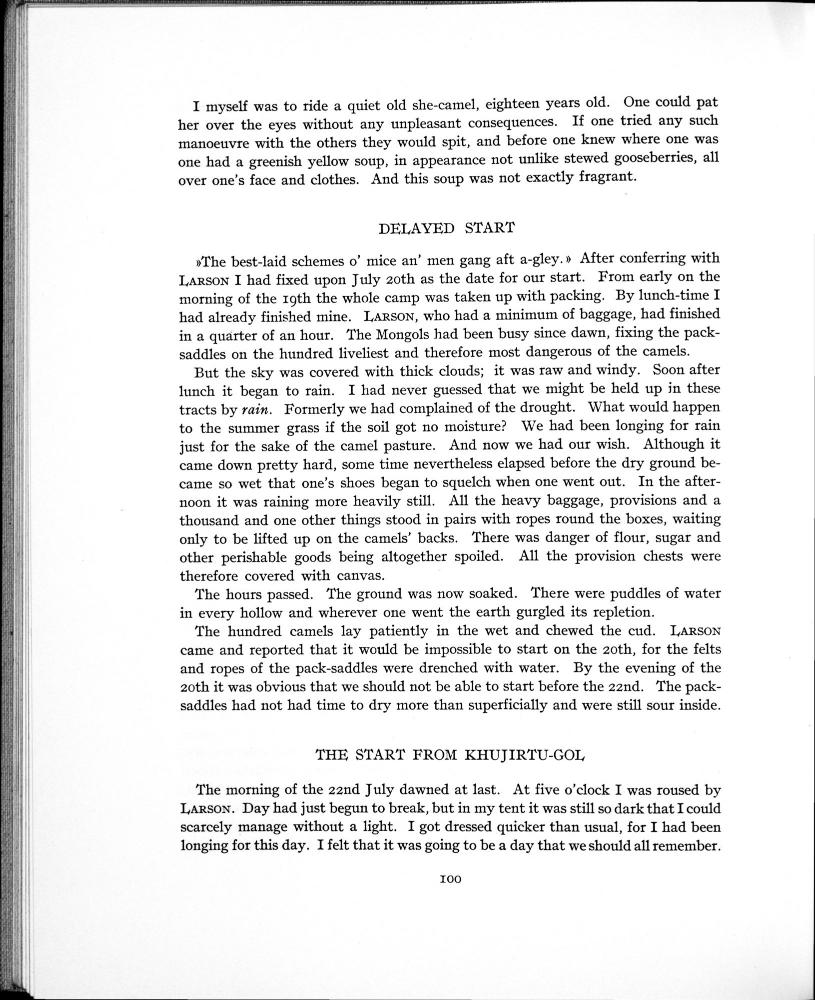 I myself was to ride a quiet old she-camel, eighteen years old. One could pat
her over the eyes without any unpleasant consequences. If one tried any such
manoeuvre with the others they would spit, and before one knew where one was
one had a greenish yellow soup, in appearance not unlike stewed gooseberries, all
over one's face and clothes. And this soup was not exactly fragrant.
DELAYED START
»The best-laid schemes o' mice an' men gang aft a-gley.» After conferring with
LARSON I had fixed upon July 20th as the date for our start. From early on the
morning of the 19th the whole camp was taken up with packing. By lunch-time I
had already finished mine. LARSON, who had a minimum of baggage, had finished
in a quarter of an hour. The Mongols had been busy since dawn, fixing the pack-
saddles on the hundred liveliest and therefore most dangerous of the camels.
But the sky was covered with thick clouds; it was raw and windy. Soon after
lunch it began to rain. I had never guessed that we might be held up in these
tracts by rain. Formerly we had complained of the drought. What would happen
to the summer grass if the soil got no moisture? We had been longing for rain
just for the sake of the camel pasture. And now we had our wish. Although it
came down pretty hard, some time nevertheless elapsed before the dry ground be-
came so wet that one's shoes began to squelch when one went out. In the after-
noon it was raining more heavily still. All the heavy baggage, provisions and a
thousand and one other things stood in pairs with ropes round the boxes, waiting
only to be lifted up on the camels' backs. There was danger of flour, sugar and
other perishable goods being altogether spoiled. All the provision chests were
therefore covered with canvas.
The hours passed. The ground was now soaked. There were puddles of water
in every hollow and wherever one went the earth gurgled its repletion.
The hundred camels lay patiently in the wet and chewed the cud. LARSON
came and reported that it would be impossible to start on the 20th, for the felts
and ropes of the pack-saddles were drenched with water. By the evening of the
20th it was obvious that we should not be able to start before the 22nd. The pack-
saddles had not had time to dry more than superficially and were still sour inside.
THE START FROM KHUJIRTU-GOL
The morning of the 22nd July dawned at last. At five o'clock I was roused by
LARSON. Day had just begun to break, but in my tent it was still so dark that I could
scarcely manage without a light. I got dressed quicker than usual, for I had been
longing for this day. I felt that it was going to be a day that we should all remember.
100